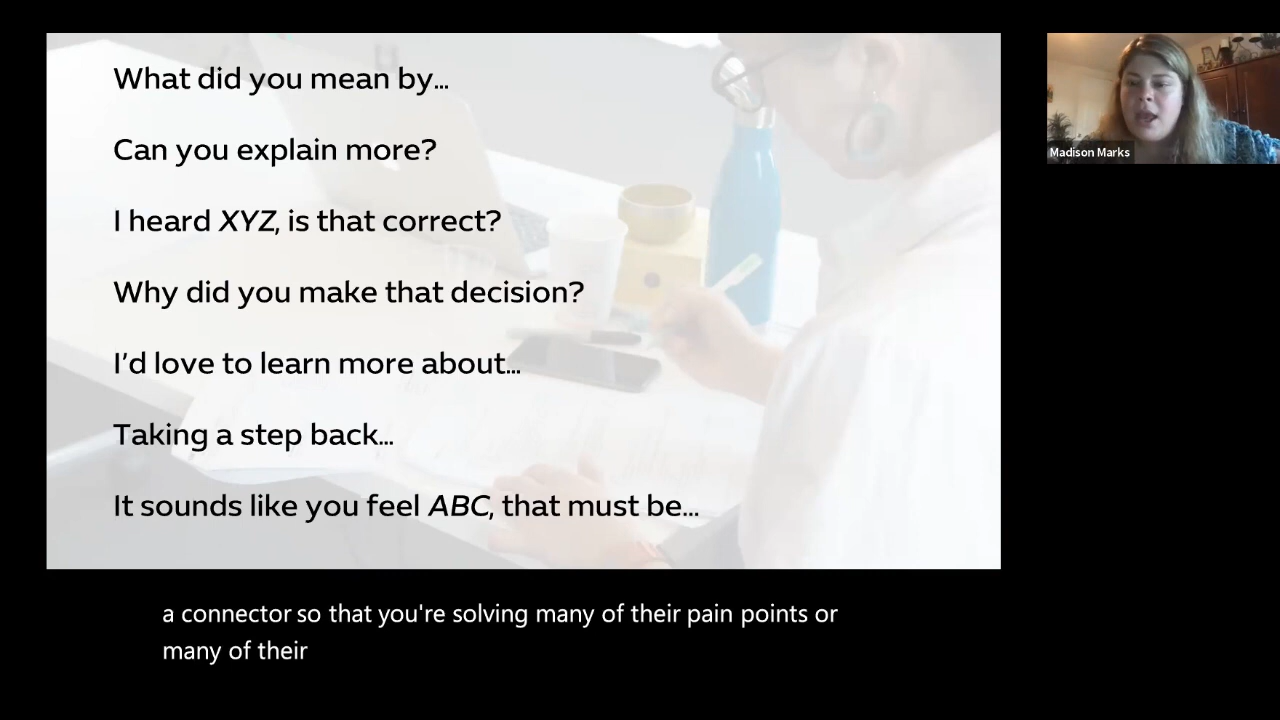 What did you mean by...
Can you explain more?
I heard XYZ, is that correct?
Why did you make that decision?
I'd love to learn more about...
Taking a step back...
It sounds like you feel ABC, that must be...
Madison Marks
a connector so that you're solving many of their pain points or
many of their